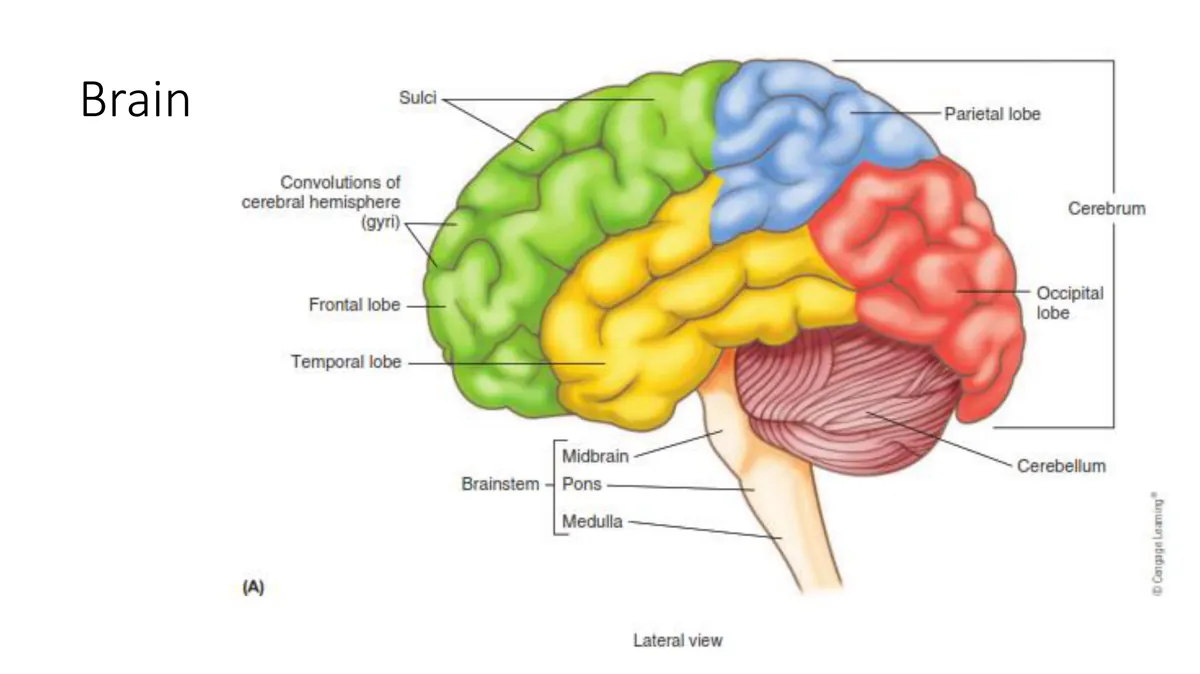 Brain
Sulci
Convolutions of
cerebral hemisphere
(gyri)
Frontal lobe
Temporal lobe
Parietal lobe
Cerebrum
Occipital
lobe
Cerebellum
Brainstem
Midbrain
Pons
Medulla
© Cengage Learning®
(A)
Lateral view